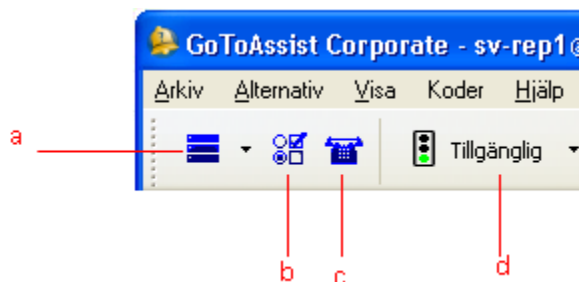 GoToAssist Corporate - sv-rep1@
Arkiv Alternativ Visa Koder Hjälp
a
Tillgänglig
b c d